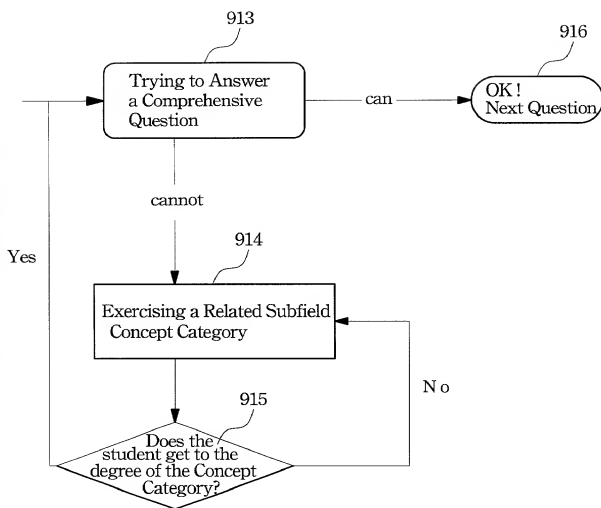 913
916
Trying to Answer
a Comprehensive
Question
can
OK !
Next Question
cannot
Yes
914
Exercising a Related Subfield
Concept Category
No
915
Does the
student get to the
degree of the Concept
Category?